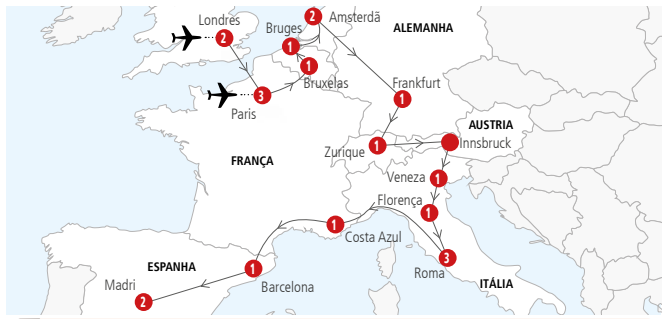 Londres
2
Bruges
1
2
Amsterdã
ALEMANHA
1
Bruxelas
3
Paris
Frankfurt
1
FRANÇA
Zurique
1
AUSTRIA
Innsbruck
Veneza
1
Florença
1
Costa Azul
1
3
Roma
ITÁLIA
ESPANHA
Madri
2
1
Barcelona